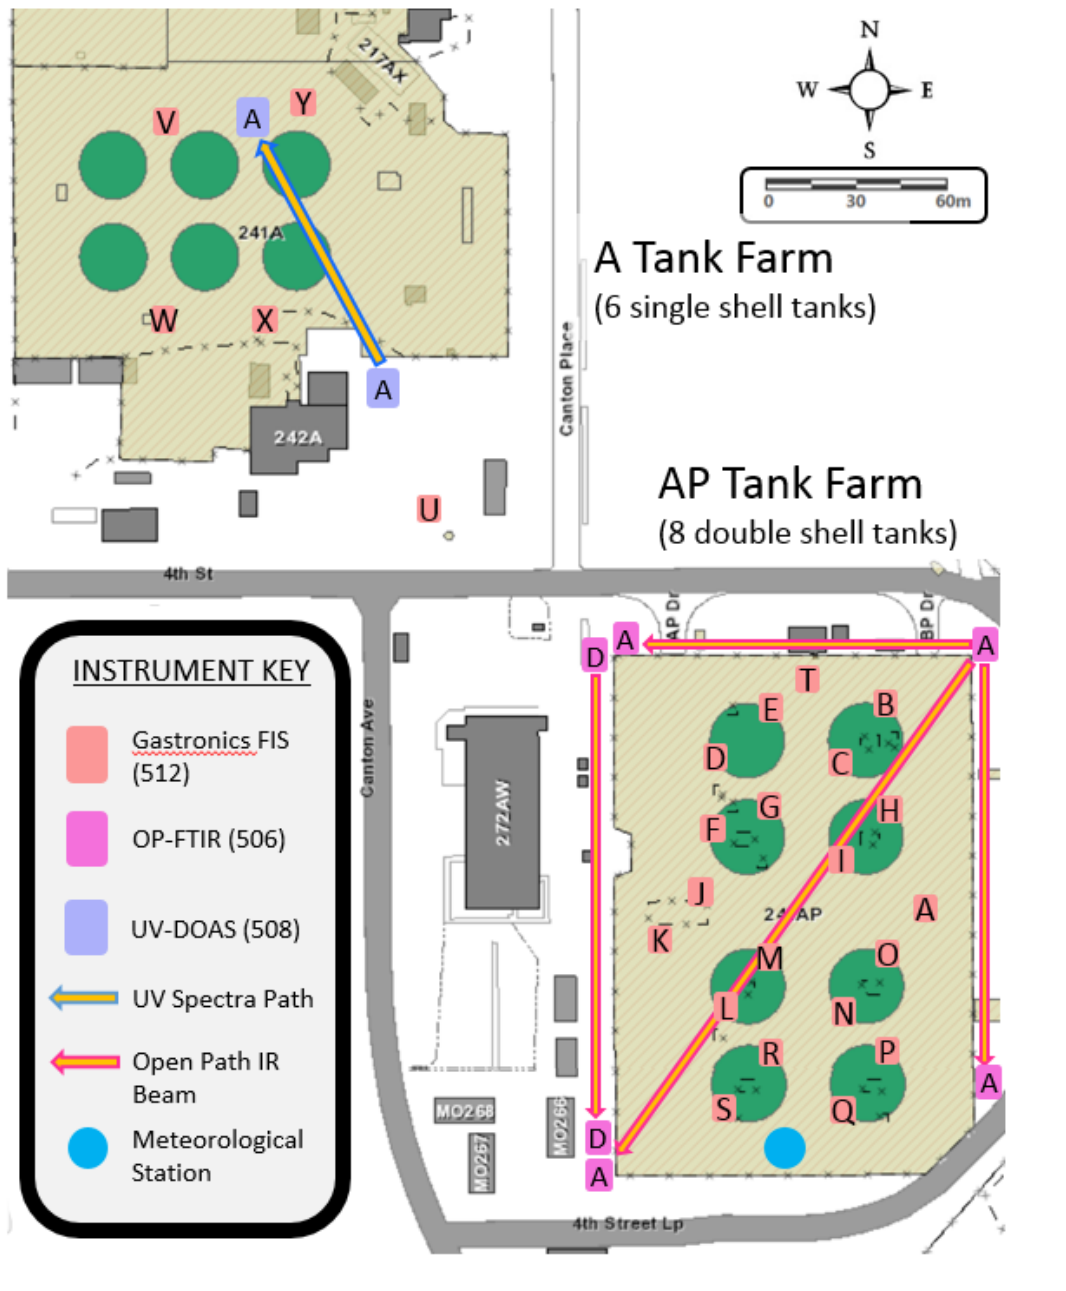 N
W E
S
0 30 60m
217AX
V
A
Y
241A
W
X
A
242A
U
A Tank Farm
(6 single shell tanks)
Canton Place
AP Tank Farm
(8 double shell tanks)
4th St
AP Dr
BP Dr
D
A
A
T
E
B
D
C
G
H
F
I
J
A
K
241AP
M
O
L
N
R
P
S
Q
A
D
A
Canton Ave
272AW
MO268
MO267
MO266
4th Street Lp
INSTRUMENT KEY
Gastronics FIS
(512)
OP-FTIR (506)
UV-DOAS (508)
UV Spectra Path
Open Path IR
Beam
Meteorological
Station